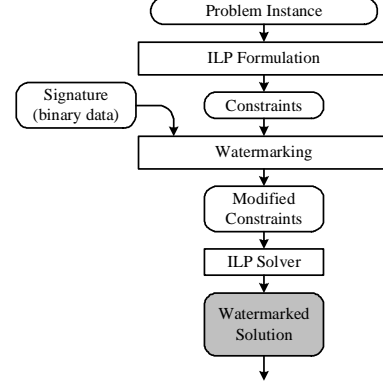 Problem Instance
ILP Formulation
Signature
(binary data)
Constraints
Watermarking
Modified
Constraints
ILP Solver
Watermarked
Solution